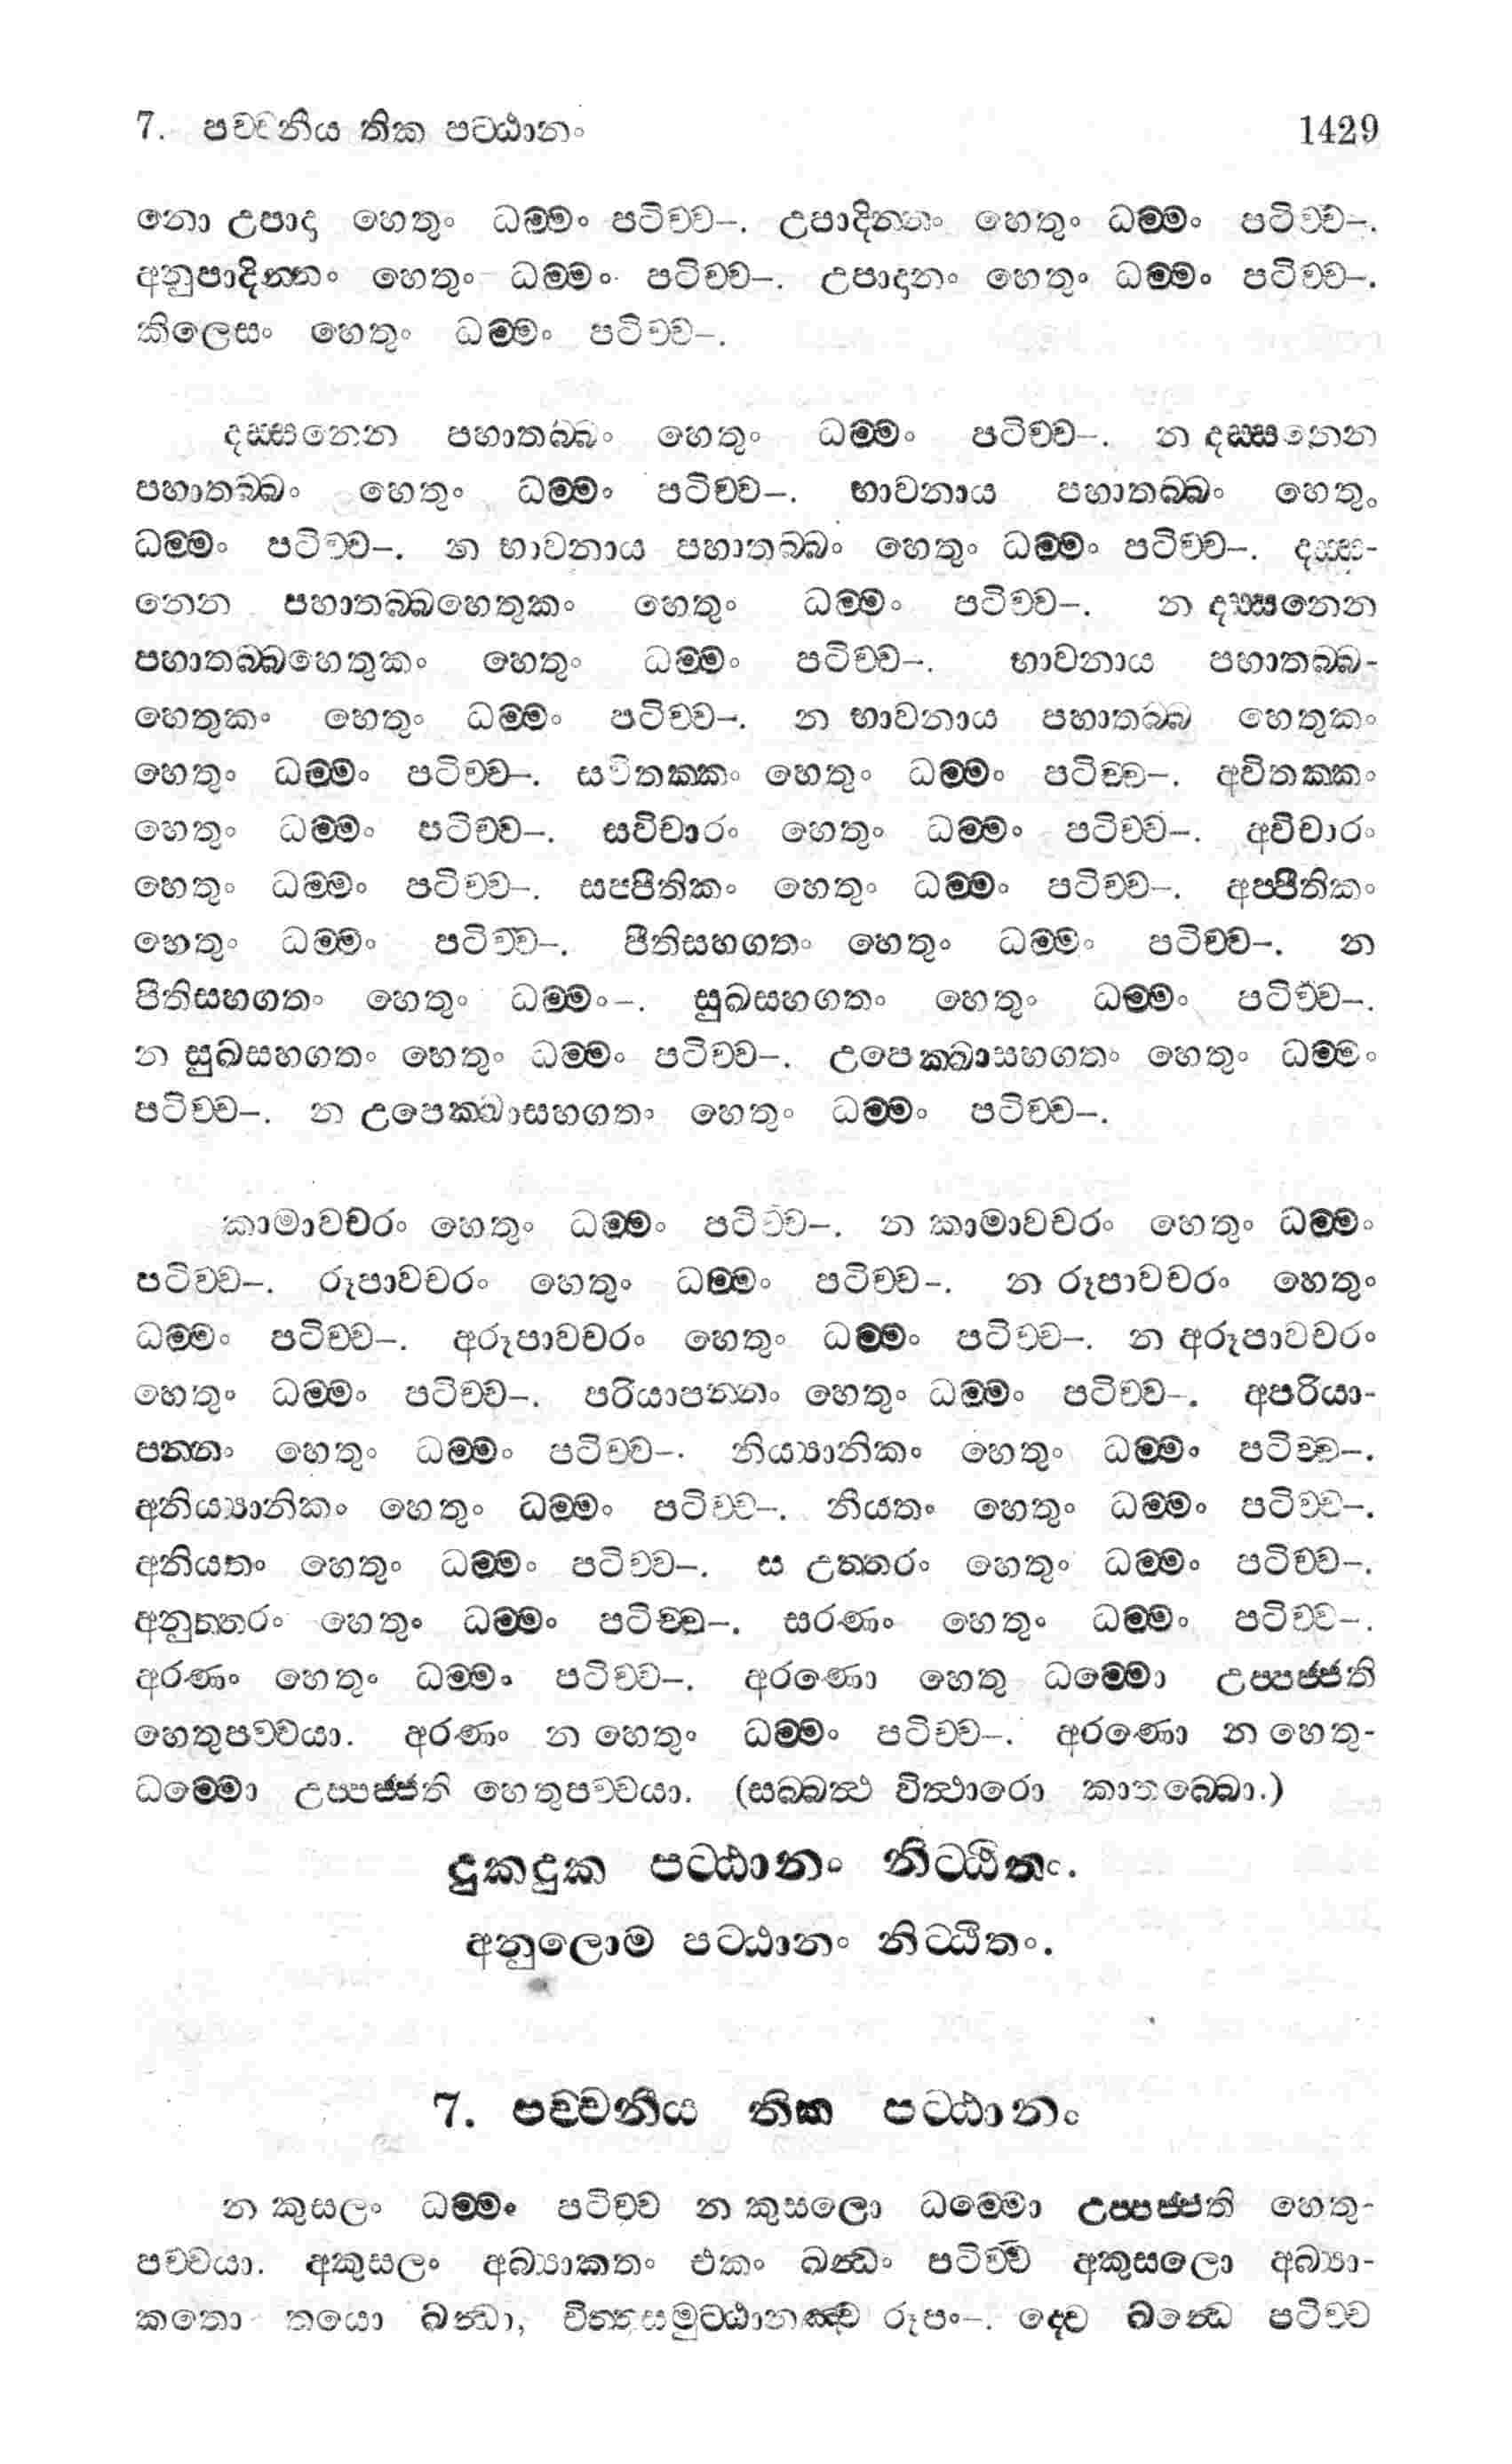 7. පච්චනීය තික පට්ඨානං 1429
නො උපාදා හෙතුං ධම්මං පටිච්ච–. උපාදින්නං හෙතුං ධම්මං පටිච්ච–.
අනුපාදින්නං හෙතුං ධම්මං පටිච්ච–. උපාදානං හෙතුං ධම්මං පටිච්ච–.
කිලෙසං හෙතුං ධම්මං පටිච්ච–.
දස්සනෙන පහාතබ්බං හෙතුං ධම්මං පටිච්ච–. න දස්සනෙන
පහාතබ්බං හෙතුං ධම්මං පටිච්ච–. භාවනාය පහාතබ්බං හෙතුං
ධම්මං පටිච්ච–. න භාවනාය පහාතබ්බං හෙතුං ධම්මං පටිච්ච–. දස්ස-
නෙන පහාතබ්බහෙතුකං හෙතුං ධම්මං පටිච්ච–. න දස්සනෙන
පහාතබ්බහෙතුකං හෙතුං ධම්මං පටිච්ච–. භාවනාය පහාතබ්බ-
හෙතුකං හෙතුං ධම්මං පටිච්ච–. න භාවනාය පහාතබ්බ හෙතුකං
හෙතුං ධම්මං පටිච්ච–. සවිතක්කං හෙතුං ධම්මං පටිච්ච–. අවිතක්කං
හෙතුං ධම්මං පටිච්ච–. සවිචාරං හෙතුං ධම්මං පටිච්ච–. අවිචාරං
හෙතුං ධම්මං පටිච්ච–. සප්පීතිකං හෙතුං ධම්මං පටිච්ච–. අප්පීතිකං
හෙතුං ධම්මං පටිච්ච–. පීතිසහගතං හෙතුං ධම්මං පටිච්ච–. න
පීතිසහගතං හෙතුං ධම්මං–. සුඛසහගතං හෙතුං ධම්මං පටිච්ච–.
න සුඛසහගතං හෙතුං ධම්මං පටිච්ච–. උපෙක්ඛාසහගතං හෙතුං ධම්මං
පටිච්ච–. න උපෙක්ඛාසහගතං හෙතුං ධම්මං පටිච්ච–.
කාමාවචරං හෙතුං ධම්මං පටිච්ච–. න කාමාවචරං හෙතුං ධම්මං
පටිච්ච–. රූපාවචරං හෙතුං ධම්මං පටිච්ච–. න රූපාවචරං හෙතුං
ධම්මං පටිච්ච–. අරූපාවචරං හෙතුං ධම්මං පටිච්ච–. න අරූපාවචරං
හෙතුං ධම්මං පටිච්ච–. පරියාපන්නං හෙතුං ධම්මං පටිච්ච–. අපරියා-
පන්නං හෙතුං ධම්මං පටිච්ච–. නිය්‍යානිකං හෙතුං ධම්මං පටිච්ච–.
අනිය්‍යානිකං හෙතුං ධම්මං පටිච්ච–. නියතං හෙතුං ධම්මං පටිච්ච–.
අනියතං හෙතුං ධම්මං පටිච්ච–. ස උත්තරං හෙතුං ධම්මං පටිච්ච–.
අනුත්තරං හෙතුං ධම්මං පටිච්ච–. සරණං හෙතුං ධම්මං පටිච්ච–.
අරණං හෙතුං ධම්මං පටිච්ච–. අරණො හෙතු ධම්මො උප්පජ්ජති
හෙතුපච්චයා. අරණං න හෙතුං ධම්මං පටිච්ච–. අරණො න හෙතු-
ධම්මො උප්පජ්ජති හෙතුපච්චයා. (සබ්බත්ථ විත්ථාරො කාතබ්බො.)
දුකදුක පට්ඨානං නිට්ඨිතං.
අනුලොම පට්ඨානං නිට්ඨිතං.
7. පච්චනීය තික පට්ඨානං
න කුසලං ධම්මං පටිච්ච න කුසලො ධම්මො උප්පජ්ජති හෙතු-
පච්චයා. අකුසලං අබ්‍යාකතං එකං ඛන්ධං පටිච්ච අකුසලො අබ්‍යා-
කතො තයො ඛන්ධා, චිත්තසමුට්ඨානඤ්ච රූපං–. ද්වෙ ඛන්ධෙ පටිච්ච